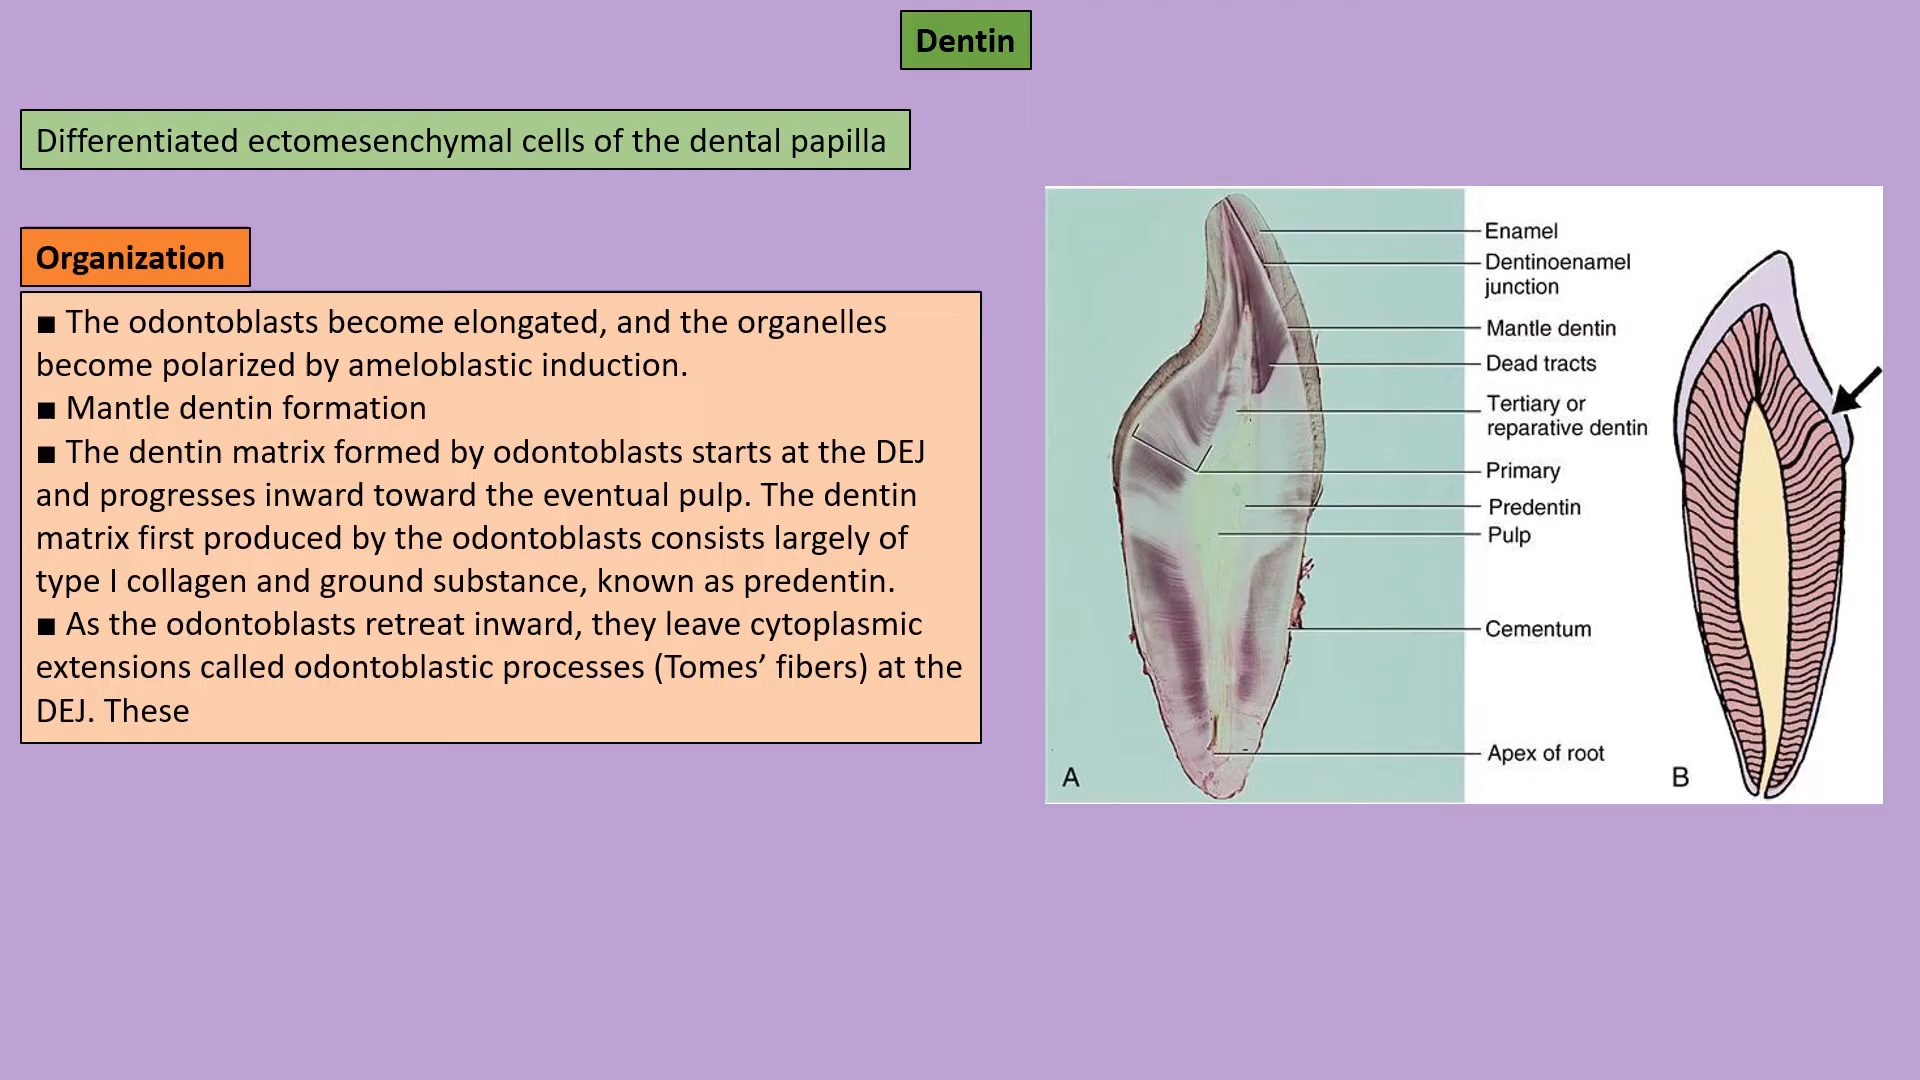 Dentin
Differentiated ectomesenchymal cells of the dental papilla
Organization
■ The odontoblasts become elongated, and the organelles
become polarized by ameloblastic induction.
■ Mantle dentin formation
■ The dentin matrix formed by odontoblasts starts at the DEJ
and progresses inward toward the eventual pulp. The dentin
matrix first produced by the odontoblasts consists largely of
type I collagen and ground substance, known as predentin.
■ As the odontoblasts retreat inward, they leave cytoplasmic
extensions called odontoblastic processes (Tomes’ fibers) at the
DEJ. These
Enamel
Dentinoenamel
junction
Mantle dentin
Dead tracts
Tertiary or
reparative dentin
Primary
Predentin
Pulp
Cementum
Apex of root
A
B